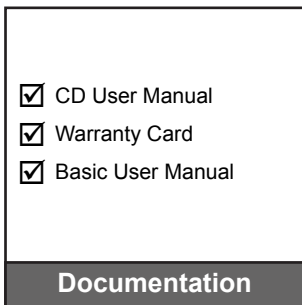 CD User Manual
Warranty Card
Basic User Manual
Documentation